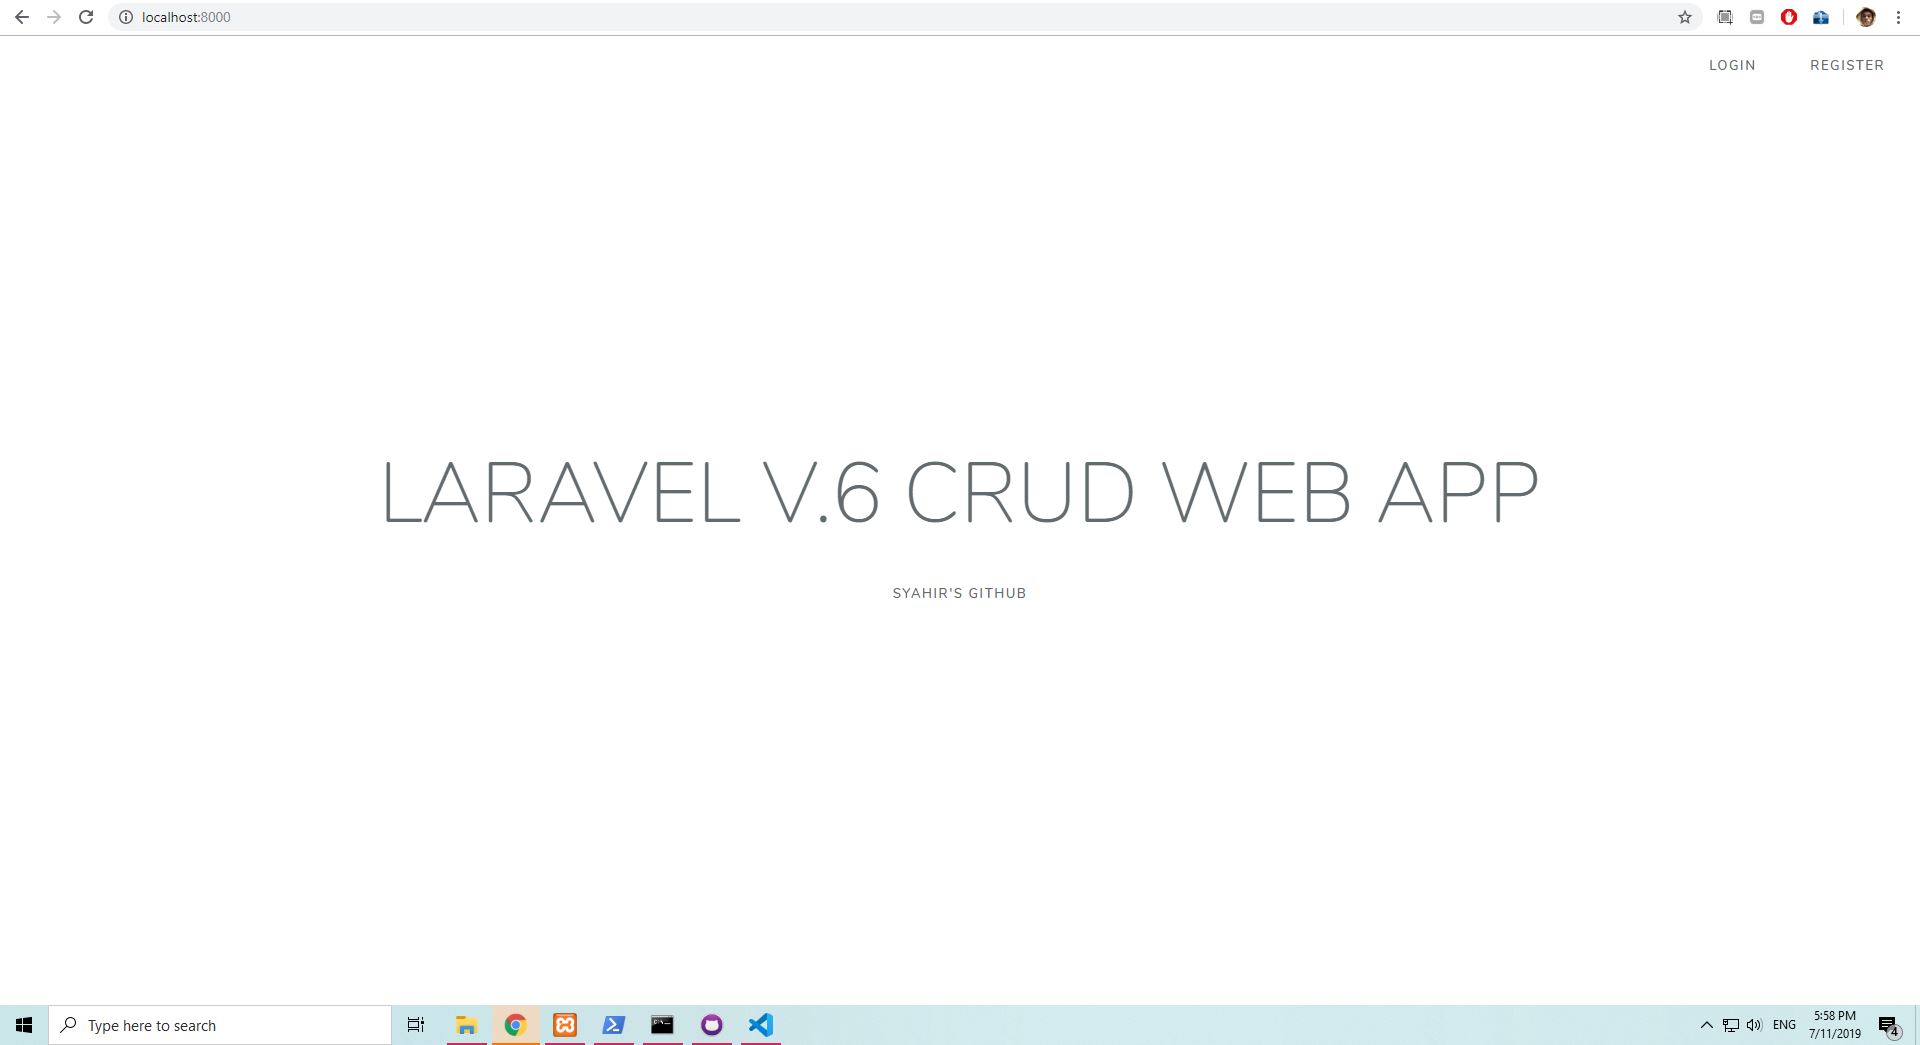 localhost:8000
LOGIN REGISTER
LARAVEL V.6 CRUD WEB APP
SYAHIR'S GITHUB
Type here to search
ENG
5:58 PM
7/11/2019
4